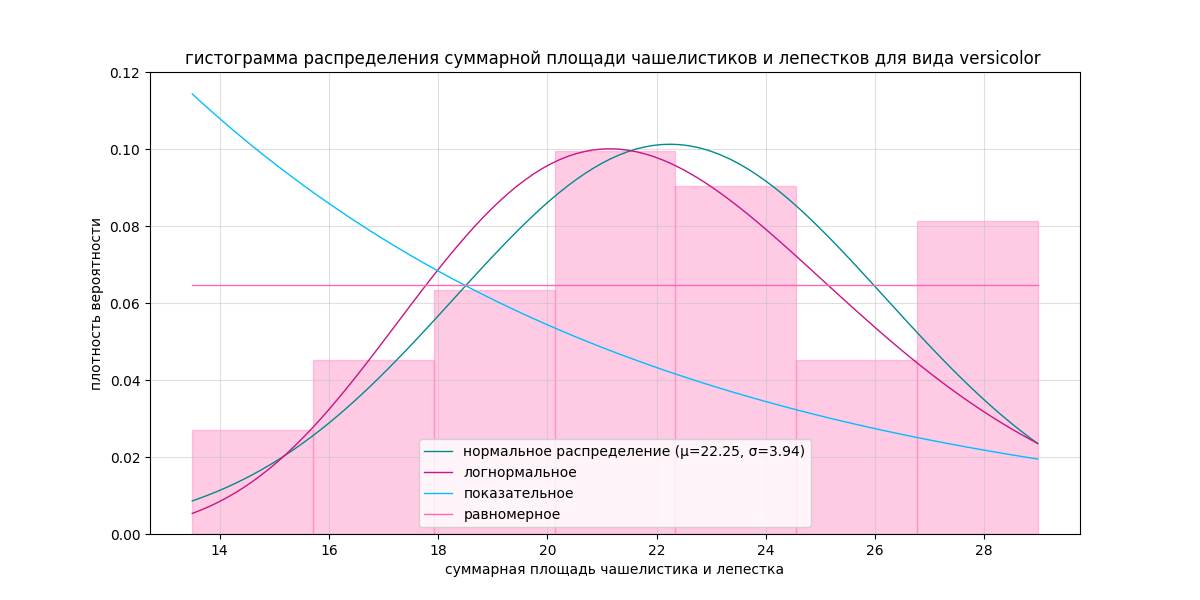 гистограмма распределения суммарной площади чашелистиков и лепестков для вида versicolor
плотность вероятности
0.12
0.10
0.08
0.06
0.04
0.02
0.00
нормальное распределение (μ=22.25, σ=3.94)
логнормальное
показательное
равномерное
14 16 18 20 22 24 26 28
суммарная площадь чашелистика и лепестка